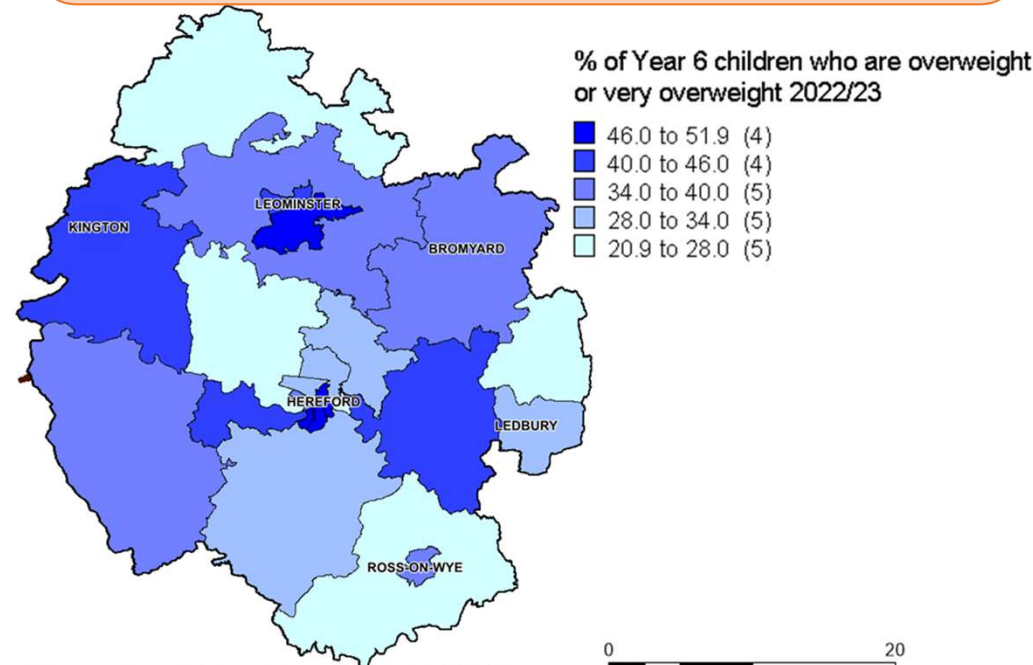 % of Year 6 children who are overweight
or very overweight 2022/23
46.0 to 51.9 (4)
40.0 to 46.0 (4)
34.0 to 40.0 (5)
28.0 to 34.0 (5)
20.9 to 28.0 (5)
LEOMINSTER
KINGTON
BROMYARD
HEREFORD
LEDBURY
ROSS-ON-WYE
0 20